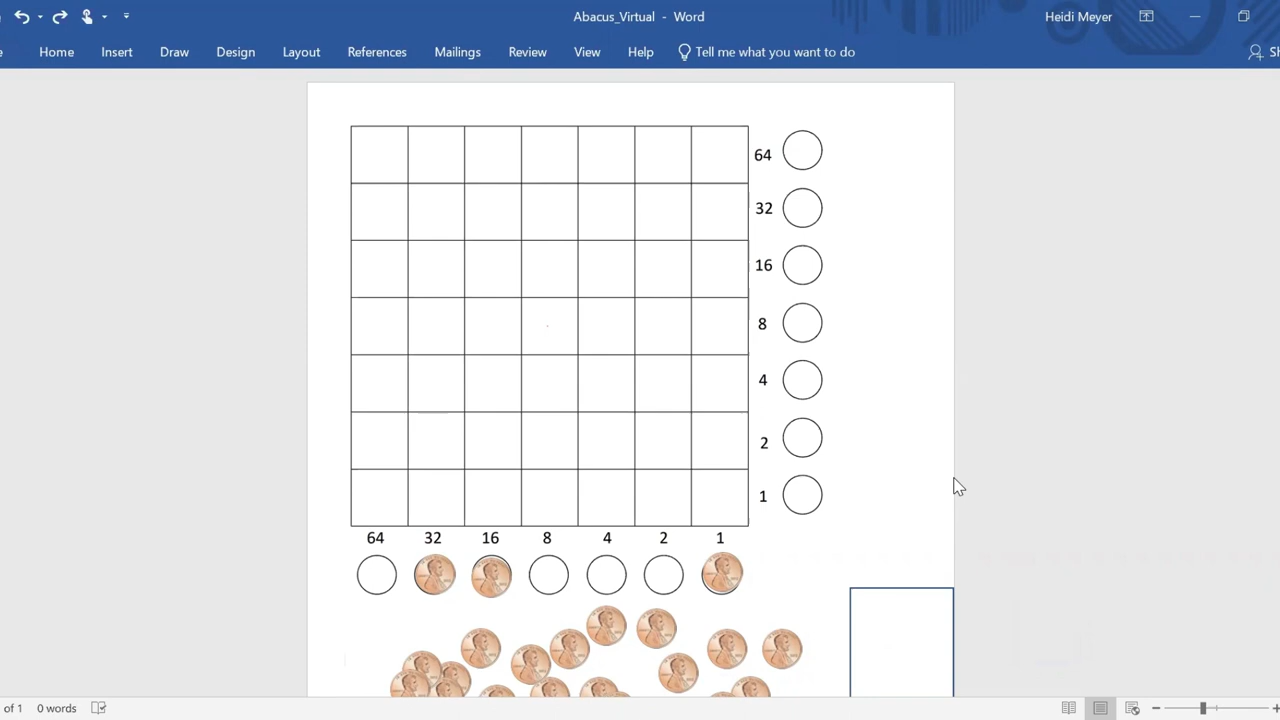 Abacus_Virtual - Word
Heidi Meyer
Home Insert Draw Design Layout References Mailings Review View Help Tell me what you want to do
64
32
16
8
4
2
1
64 32 16 8 4 2 1
of 1 0 words